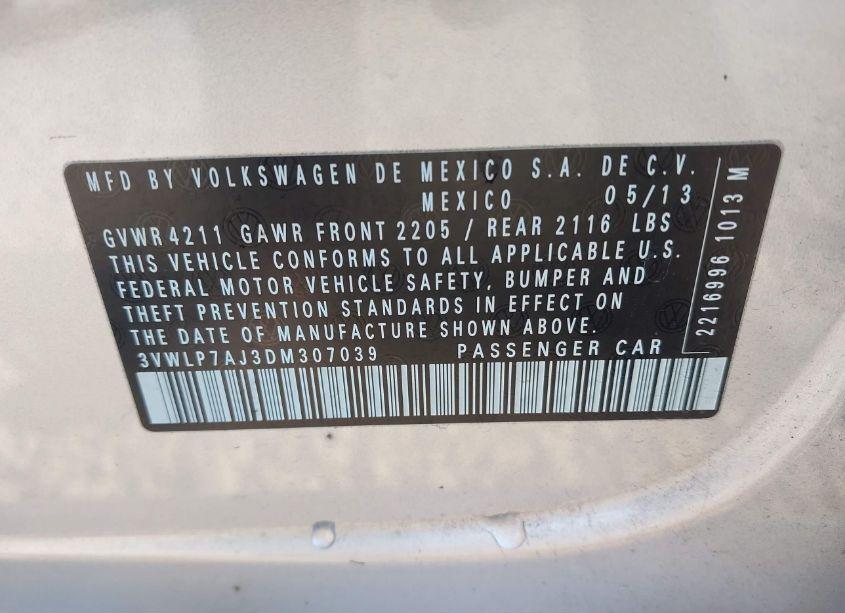 MFD BY VOLKSWAGEN DE MEXICO S.A. DE C.V.
MEXICO 05/13
GVWR 4211 GAWR FRONT 2205 / REAR 2116 LBS
THIS VEHICLE CONFORMS TO ALL APPLICABLE U.S.
FEDERAL MOTOR VEHICLE SAFETY, BUMPER AND
THEFT PREVENTION STANDARDS IN EFFECT ON
THE DATE OF MANUFACTURE SHOWN ABOVE.
3VWLP7AJ3DM307039 PASSENGER CAR
2216996 1013 M